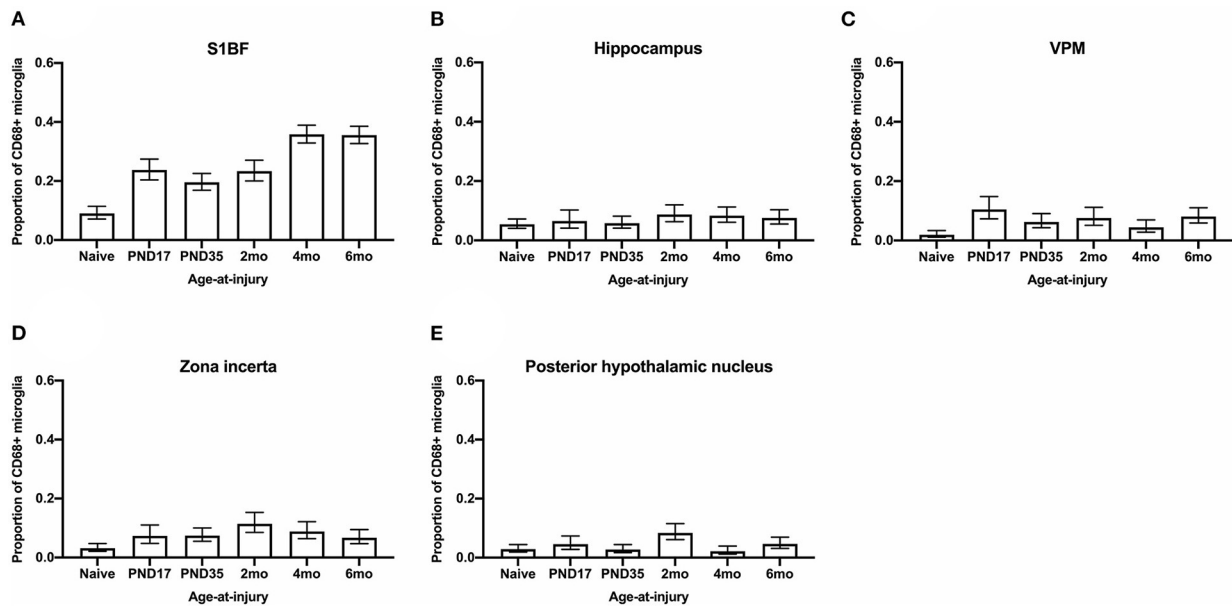 A
S1BF
Proportion of CD68+ microglia
0.6
0.4
0.2
0.0
Naive PND17 PND35 2mo 4mo 6mo
Age-at-injury
B
Hippocampus
Proportion of CD68+ microglia
0.6
0.4
0.2
0.0
Naive PND17 PND35 2mo 4mo 6mo
Age-at-injury
C
VPM
Proportion of CD68+ microglia
0.6
0.4
0.2
0.0
Naive PND17 PND35 2mo 4mo 6mo
Age-at-injury
D
Zona incerta
Proportion of CD68+ microglia
0.6
0.4
0.2
0.0
Naive PND17 PND35 2mo 4mo 6mo
Age-at-injury
E
Posterior hypothalamic nucleus
Proportion of CD68+ microglia
0.6
0.4
0.2
0.0
Naive PND17 PND35 2mo 4mo 6mo
Age-at-injury